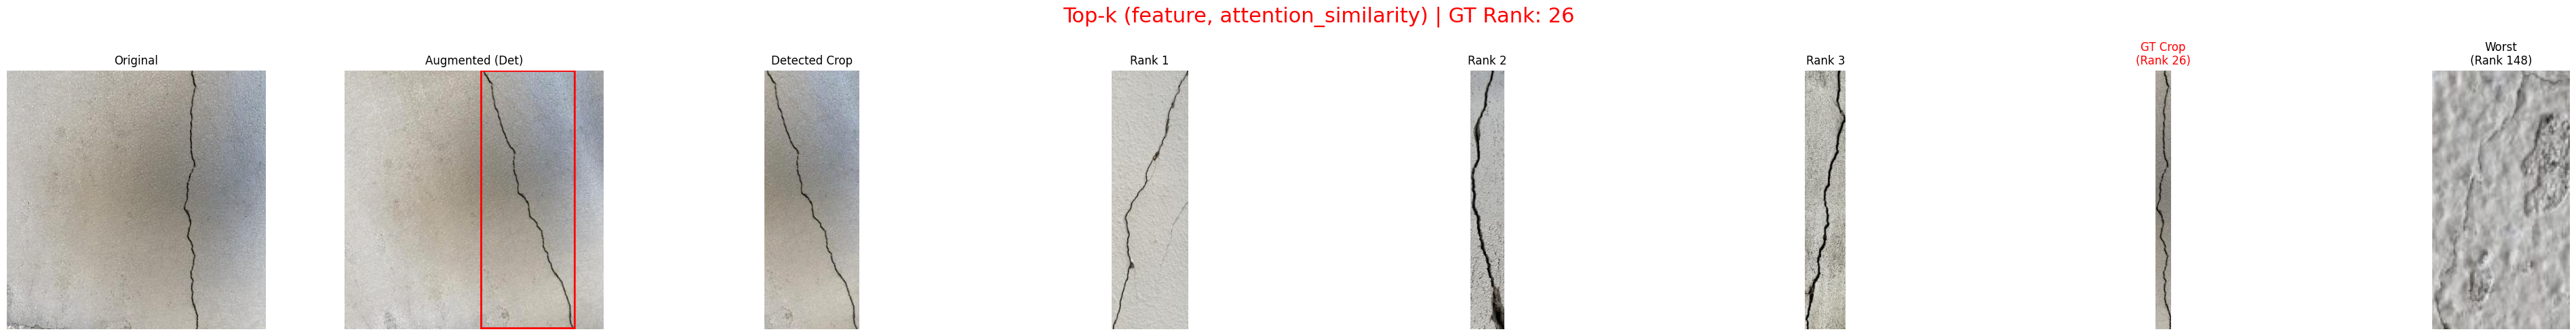 Top-k (feature, attention_similarity) | GT Rank: 26
Original
Augmented (Det)
Detected Crop
Rank 1
Rank 2
Rank 3
GT Crop
(Rank 26)
Worst
(Rank 148)